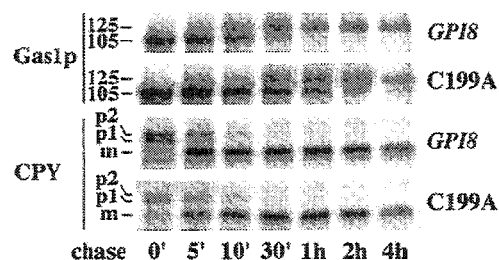 125
105
GPI8
Gas1p
125
105
C199A
p2
p1
m
GPI8
CPY
p2
p1
m
C199A
chase 0' 5' 10' 30' 1h 2h 4h